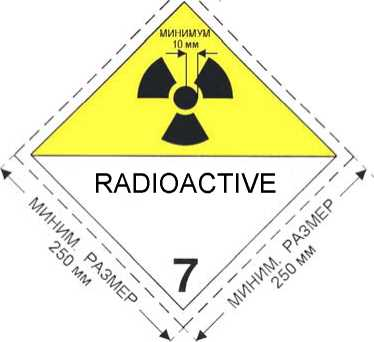 МИНИМУМ
10 мм
RADIOACTIVE
7
МИНИМ. РАЗМЕР
250 мм
МИНИМ. РАЗМЕР
250 мм